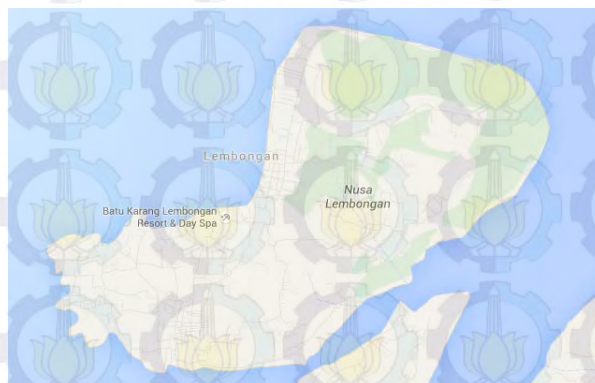 Lembongan
Nusa
Lembongan
Batu Karang Lembongan
Resort & Day Spa